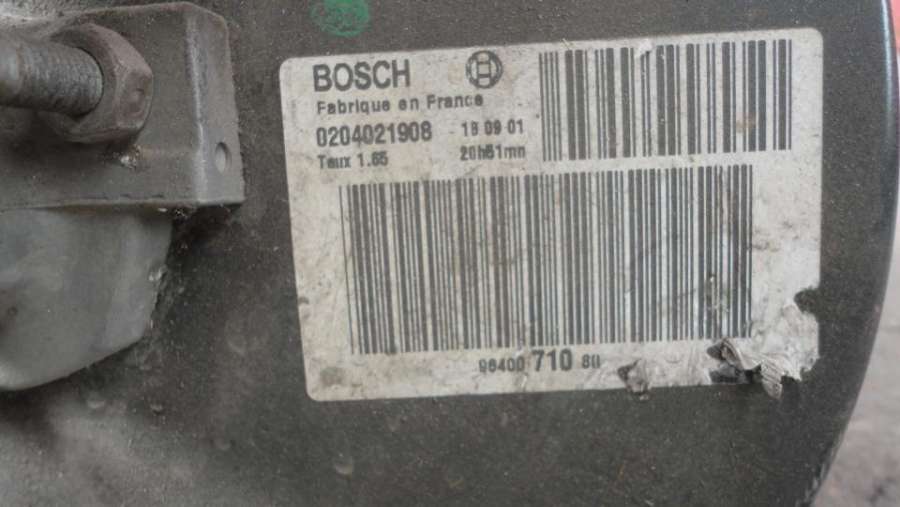 BOSCH
Fabrique en France
0204021908 18 09 01
Taux 1.65 20h51mn
96400 710 80